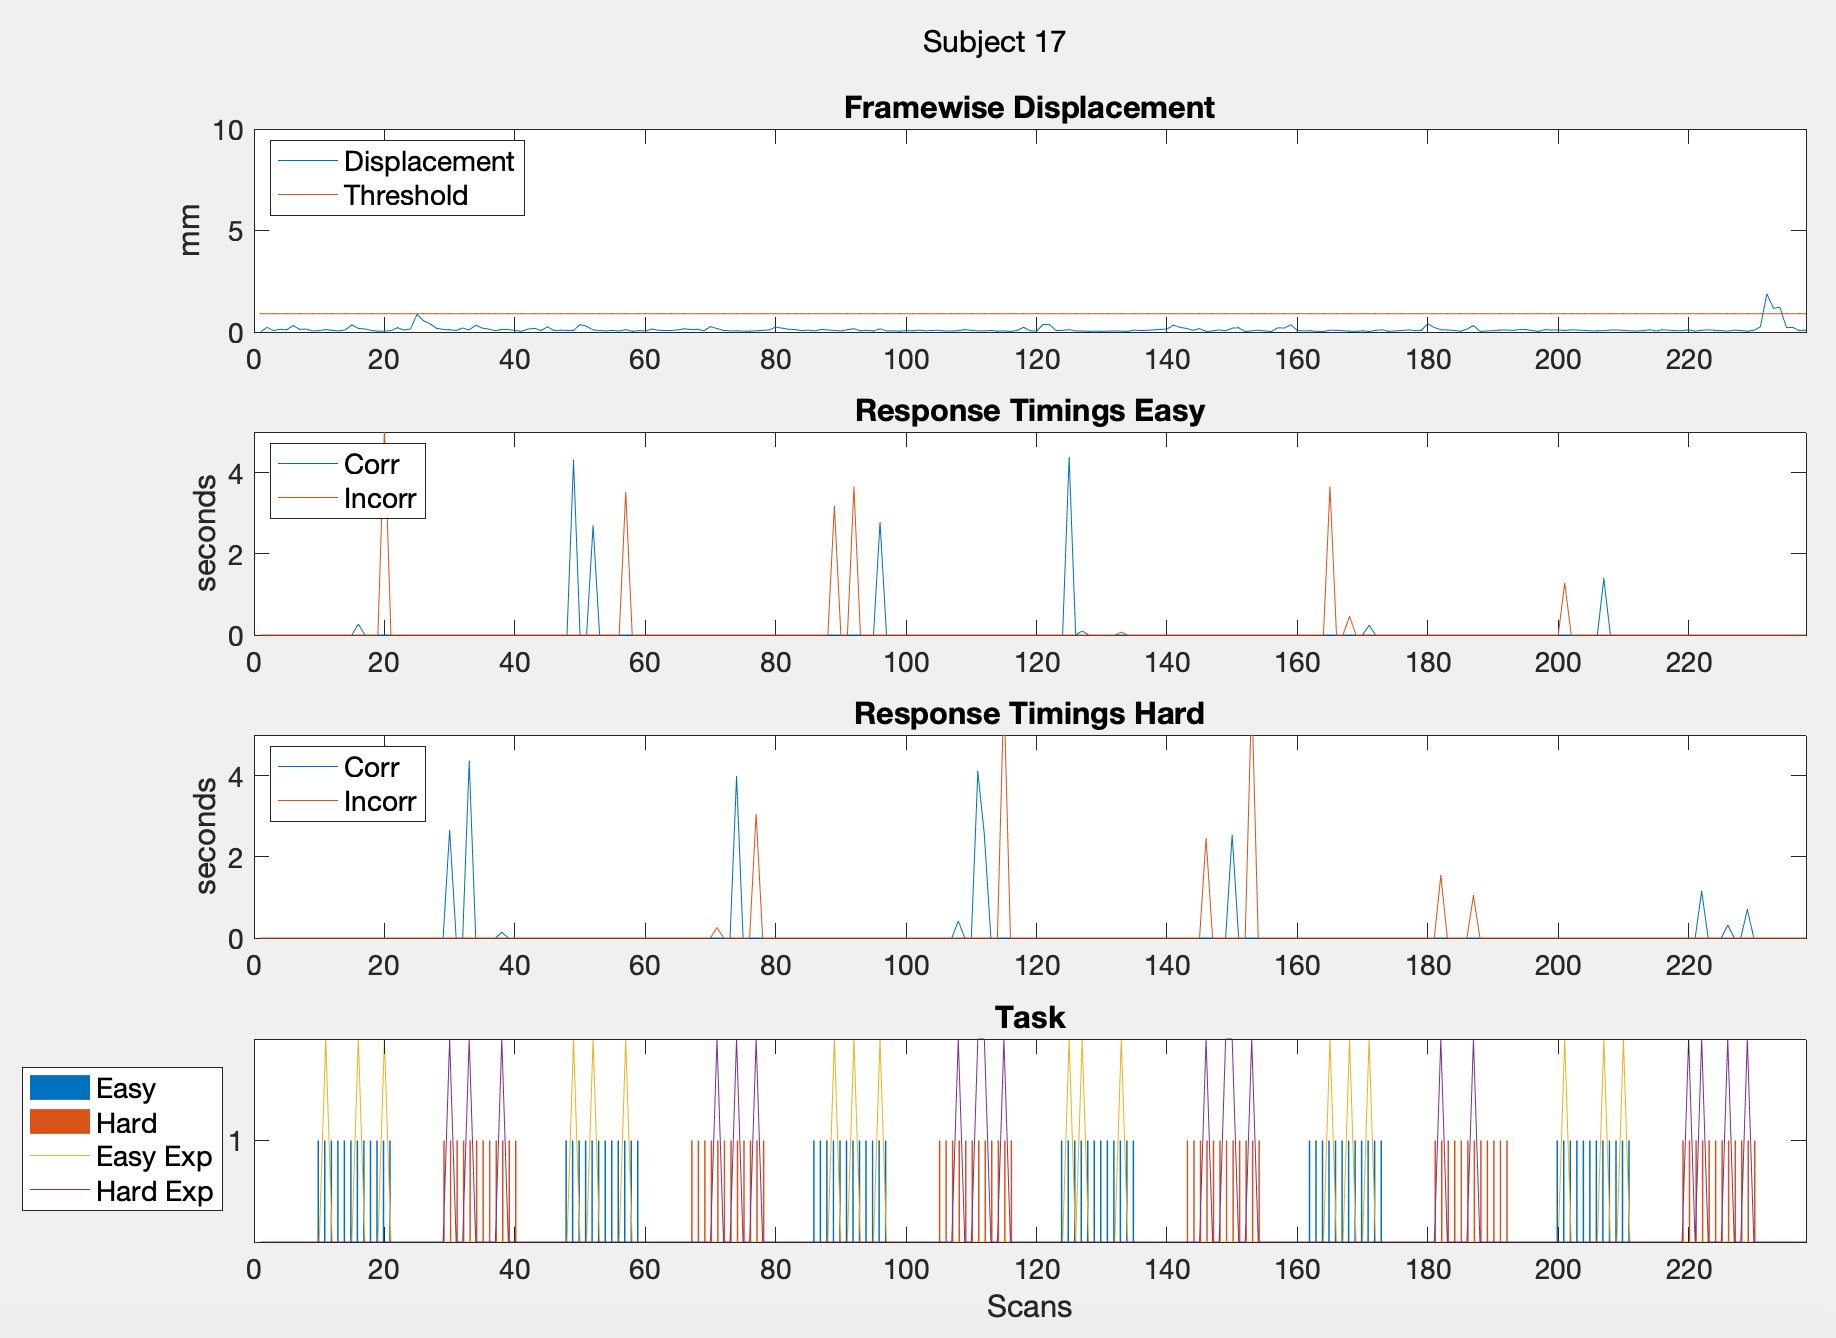 Subject 17
Framewise Displacement
10
5
0
mm
Displacement
Threshold
0 20 40 60 80 100 120 140 160 180 200 220
Response Timings Easy
4
2
0
seconds
Corr
Incorr
0 20 40 60 80 100 120 140 160 180 200 220
Response Timings Hard
4
2
0
seconds
Corr
Incorr
0 20 40 60 80 100 120 140 160 180 200 220
Task
1
Easy
Hard
Easy Exp
Hard Exp
0 20 40 60 80 100 120 140 160 180 200 220
Scans